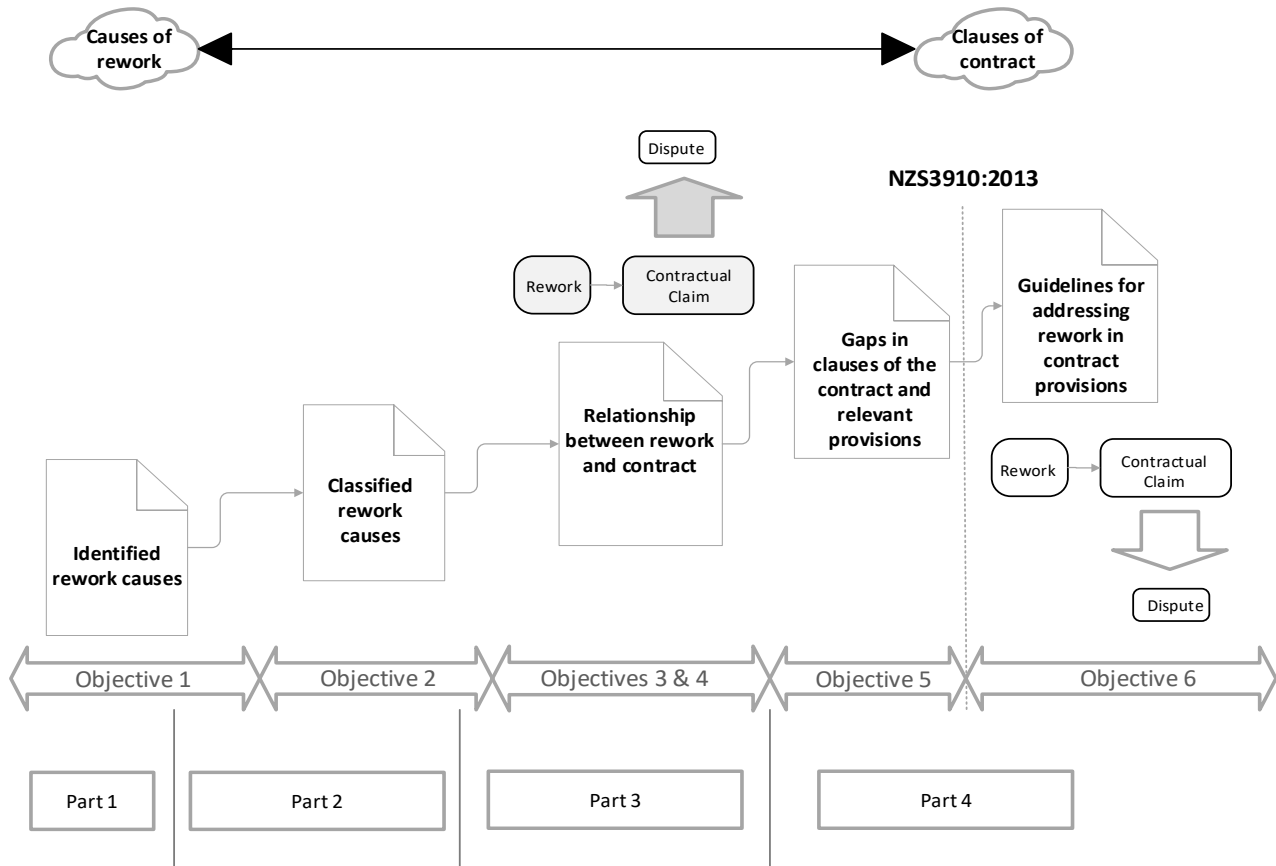 Causes of
rework
Clauses of
contract
Dispute
NZS3910:2013
Rework
Contractual
Claim
Guidelines for
addressing
rework in
contract
provisions
Gaps in
clauses of the
contract and
relevant
provisions
Relationship
between rework
and contract
Classified
rework
causes
Identified
rework causes
Rework
Contractual
Claim
Dispute
Objective 1
Objective 2
Objectives 3 & 4
Objective 5
Objective 6
Part 1
Part 2
Part 3
Part 4